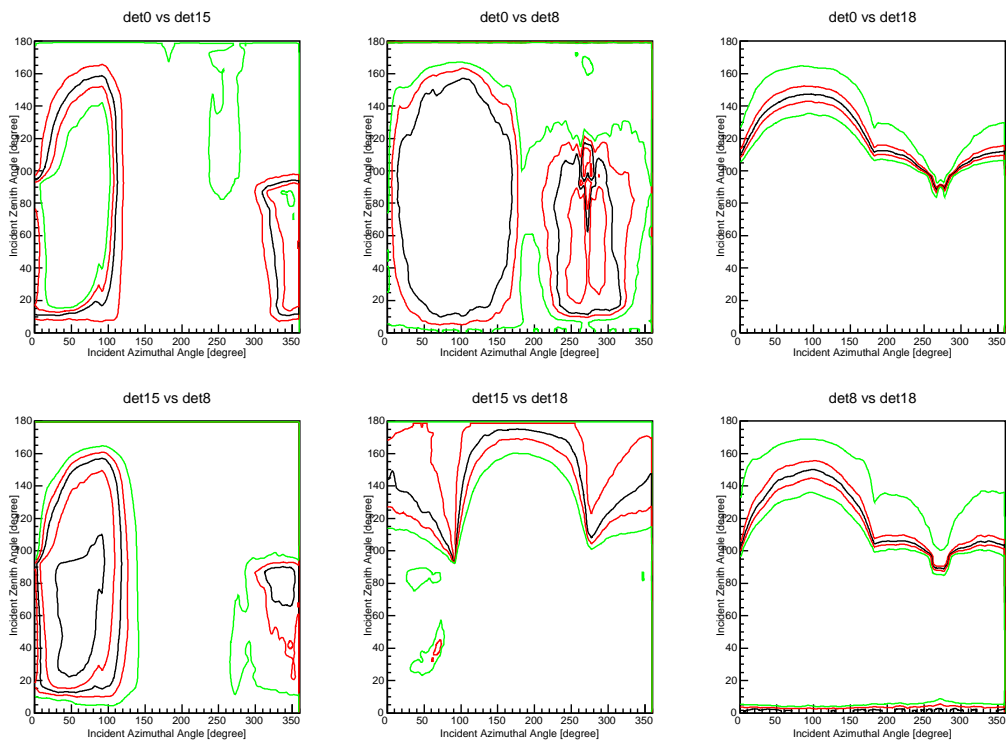 det0 vs det15
Incident Zenith Angle [degree]
180
160
140
120
100
80
60
40
20
0
0 50 100 150 200 250 300 350
Incident Azimuthal Angle [degree]
det0 vs det8
Incident Zenith Angle [degree]
180
160
140
120
100
80
60
40
20
0
0 50 100 150 200 250 300 350
Incident Azimuthal Angle [degree]
det0 vs det18
Incident Zenith Angle [degree]
180
160
140
120
100
80
60
40
20
0
0 50 100 150 200 250 300 350
Incident Azimuthal Angle [degree]
det15 vs det8
Incident Zenith Angle [degree]
180
160
140
120
100
80
60
40
20
0
0 50 100 150 200 250 300 350
Incident Azimuthal Angle [degree]
det15 vs det18
Incident Zenith Angle [degree]
180
160
140
120
100
80
60
40
20
0
0 50 100 150 200 250 300 350
Incident Azimuthal Angle [degree]
det8 vs det18
Incident Zenith Angle [degree]
180
160
140
120
100
80
60
40
20
0
0 50 100 150 200 250 300 350
Incident Azimuthal Angle [degree]